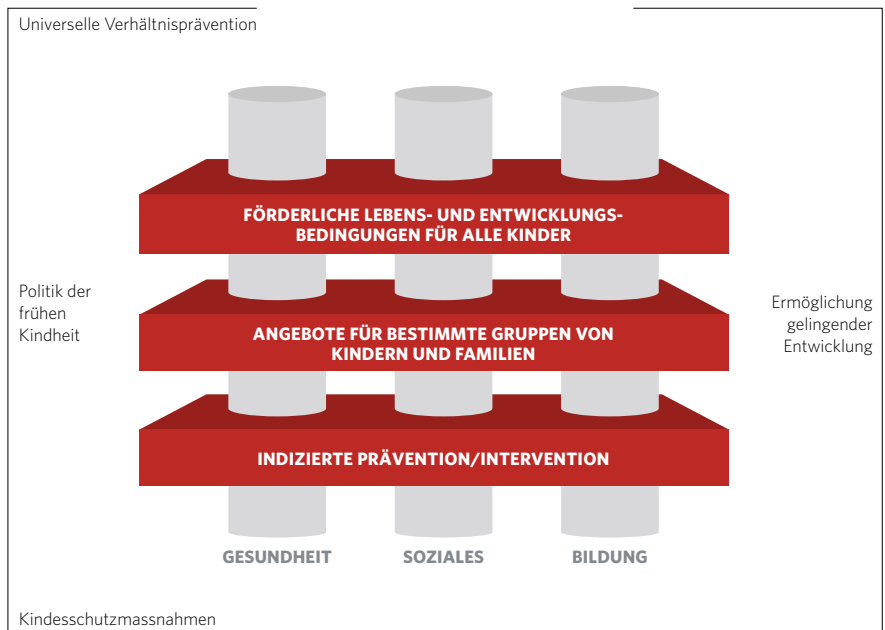 Universelle Verhältnisprävention
FÖRDERLICHE LEBENS- UND ENTWICKLUNGS-
BEDINGUNGEN FÜR ALLE KINDER
Politik der
frühen
Kindheit
ANGEBOTE FÜR BESTIMMTE GRUPPEN VON
KINDERN UND FAMILIEN
Ermöglichung
gelingender
Entwicklung
INDIZIERTE PRÄVENTION/INTERVENTION
GESUNDHEIT
SOZIALES
BILDUNG
Kindesschutzmassnahmen